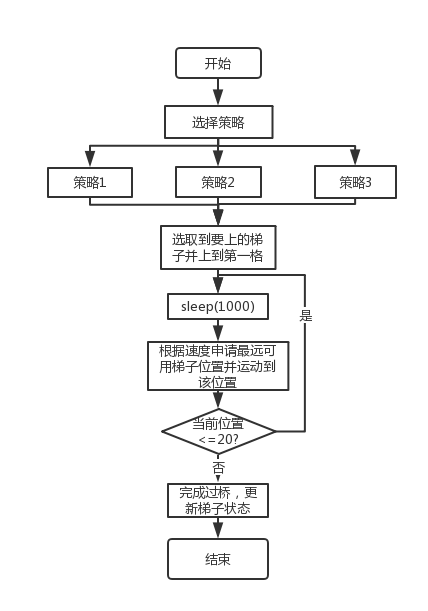 开始
选择策略
策略1
策略2
策略3
选取到要上的梯
子并上到第一格
sleep(1000)
是
根据速度申请最远可
用梯子位置并运动到
该位置
当前位置
<=20?
否
完成过桥，更
新梯子状态
结束